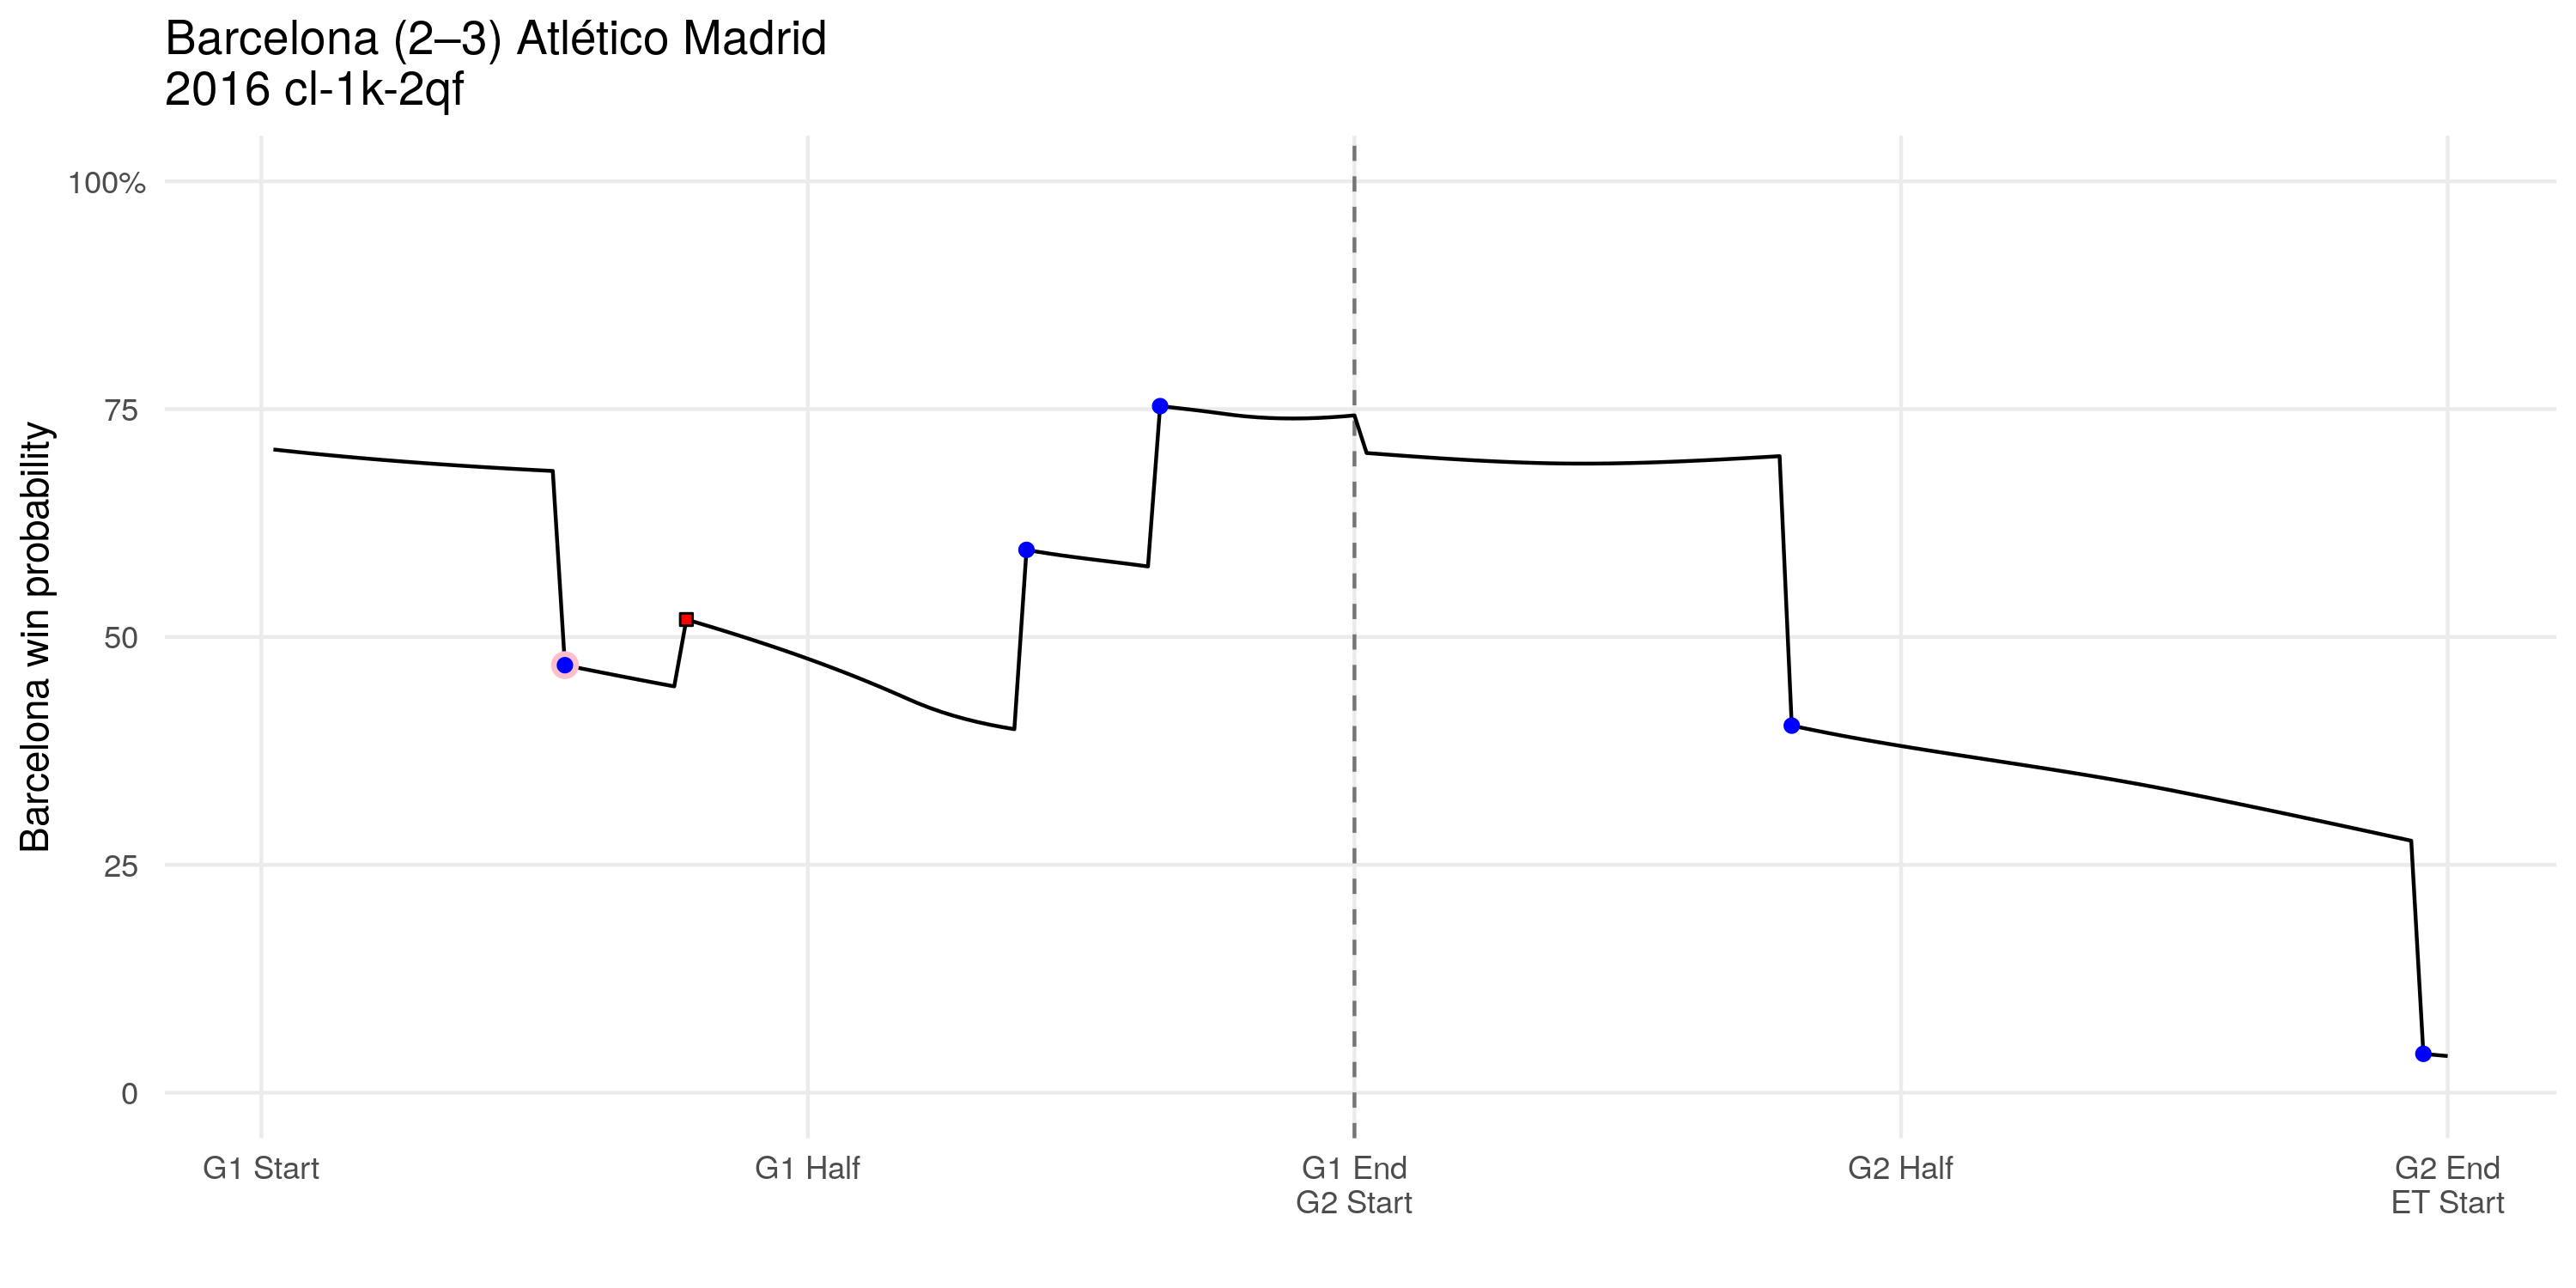 Barcelona (2–3) Atlético Madrid
2016 cl-1k-2qf
Barcelona win probability
100%
75
50
25
0
G1 Start
G1 Half
G1 End
G2 Start
G2 Half
G2 End
ET Start